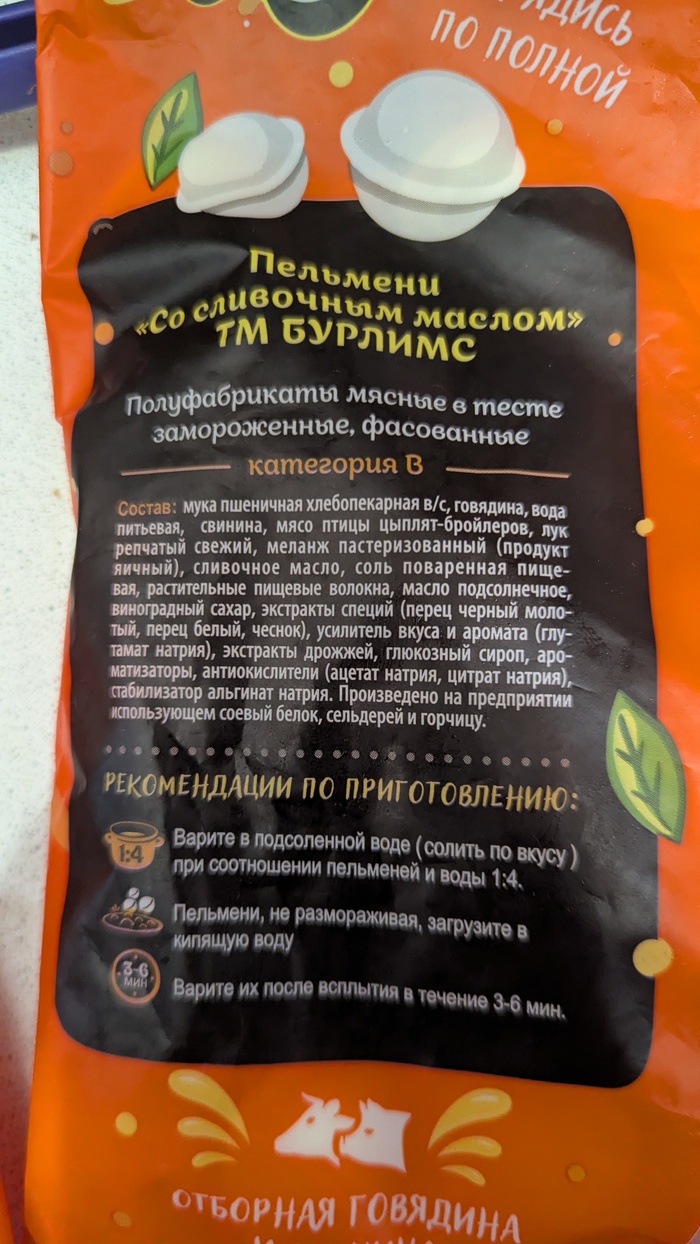 ПО ПОЛНОЙ
Пельмени
«Со сливочным маслом»
ТМ БУРЛИМС
Полуфабрикаты мясные в тесте
замороженные, фасованные
категория В
Состав: мука пшеничная хлебопекарная в/с, говядина, вода
питьевая, свинина, мясо птицы цыплят-бройлеров, лук
репчатый свежий, меланж пастеризованный (продукт
яичный), сливочное масло, соль поваренная пище-
вая, растительные пищевые волокна, масло подсолнечное,
виноградный сахар, экстракты специй (перец черный моло-
тый, перец белый, чеснок), усилитель вкуса и аромата (глу-
тамат натрия), экстракты дрожжей, глюкозный сироп, аро-
матизаторы, антиокислители (ацетат натрия, цитрат натрия),
стабилизатор альгинат натрия. Произведено на предприятии
использующем соевый белок, сельдерей и горчицу.
РЕКОМЕНДАЦИИ ПО ПРИГОТОВЛЕНИЮ:
1:4
Варите в подсоленной воде (солить по вкусу)
при соотношении пельменей и воды 1:4.
Пельмени, не размораживая, загрузите в
кипящую воду
3-6
МИН
Варите их после всплытия в течение 3-6 мин.
ОТБОРНАЯ ГОВЯДИНА